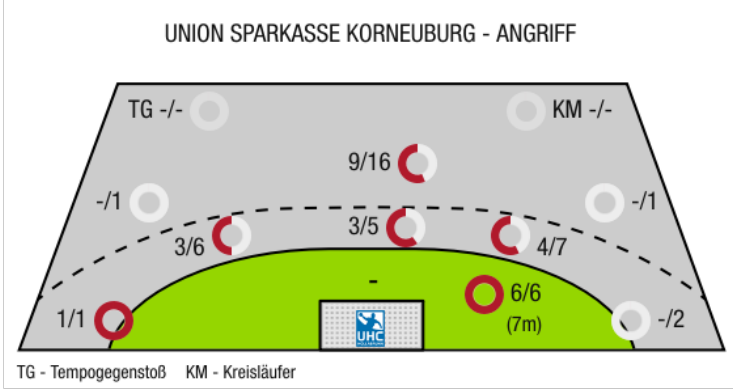 UNION SPARKASSE KORNEUBURG - ANGRIFF
TG -/-
KM -/-
9/16
-/1
-/1
3/6
3/5
4/7
-
6/6
(7m)
1/1
-/2
UHC
TG - Tempogegenstoß KM - Kreisläufer